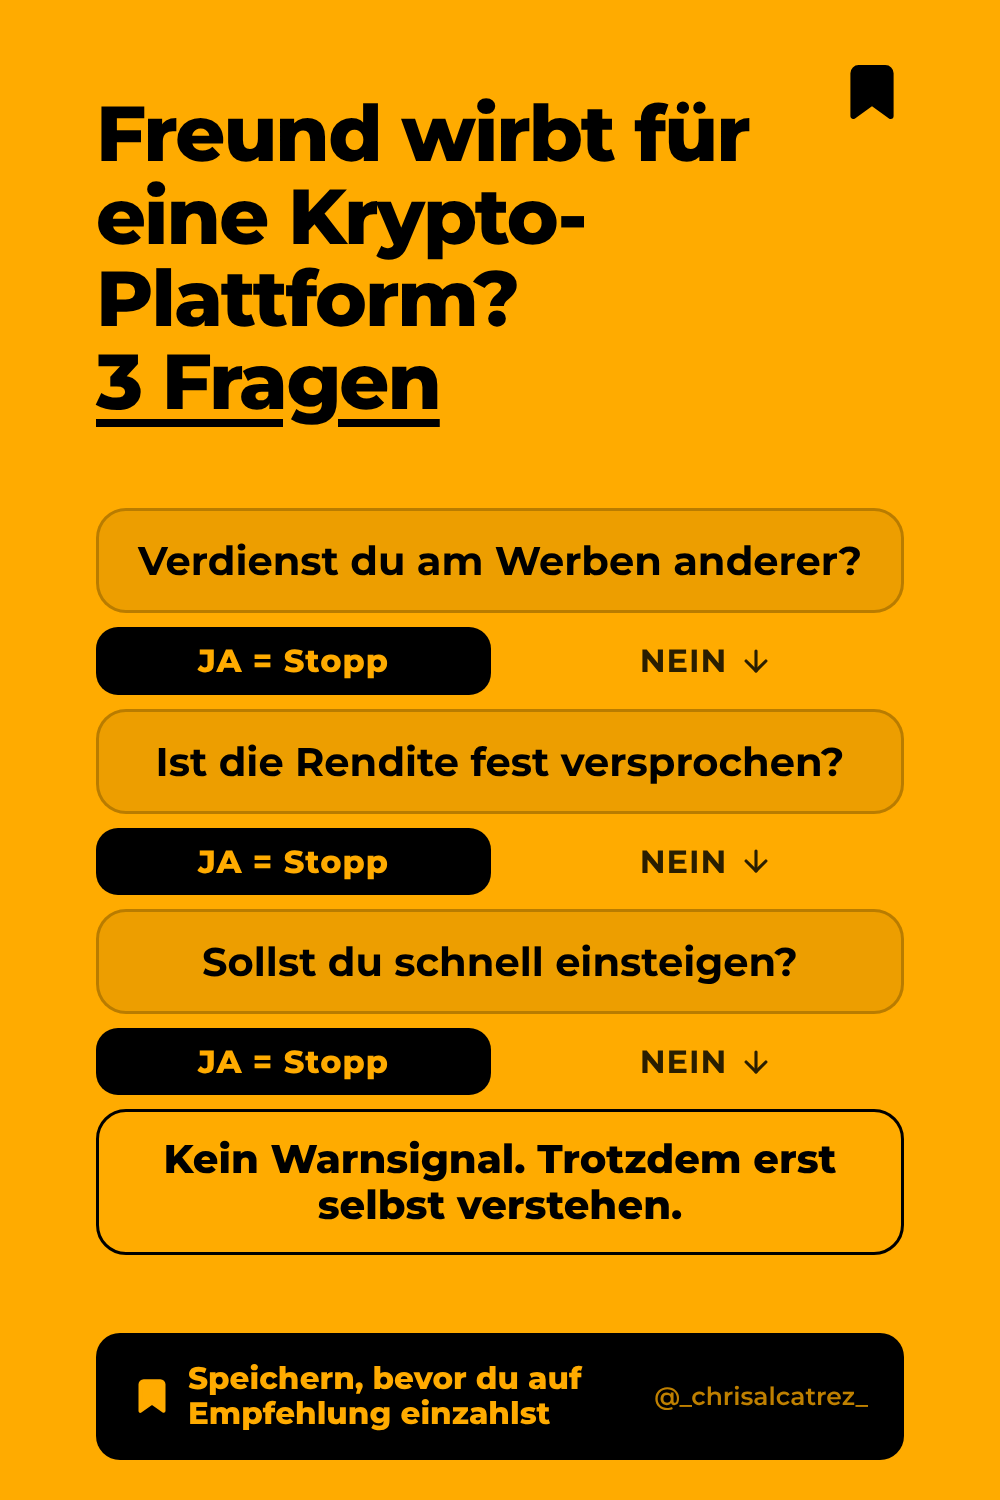 Freund wirbt für
eine Krypto-
Plattform?
3 Fragen
Verdienst du am Werben anderer?
JA = Stopp
NEIN ↓
Ist die Rendite fest versprochen?
JA = Stopp
NEIN ↓
Sollst du schnell einsteigen?
JA = Stopp
NEIN ↓
Kein Warnsignal. Trotzdem erst
selbst verstehen.
Speichern, bevor du auf
Empfehlung einzahlst
@_chrisalcatrez_